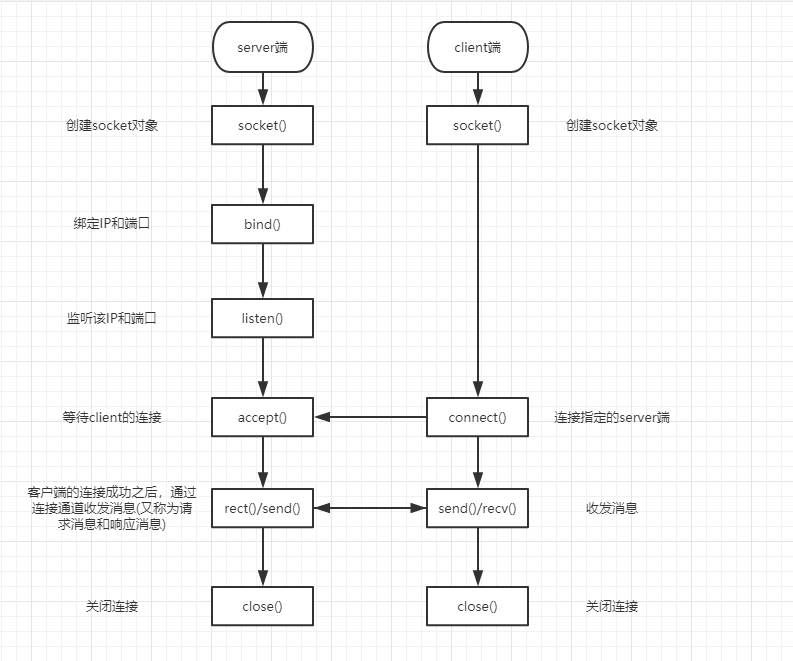 server端
client端
创建socket对象
socket()
socket()
创建socket对象
绑定IP和端口
bind()
监听该IP和端口
listen()
等待client的连接
accept()
connect()
连接指定的server端
客户端的连接成功之后，通过
连接通道收发消息(又称为请
求消息和响应消息)
rect()/send()
send()/recv()
收发消息
关闭连接
close()
close()
关闭连接